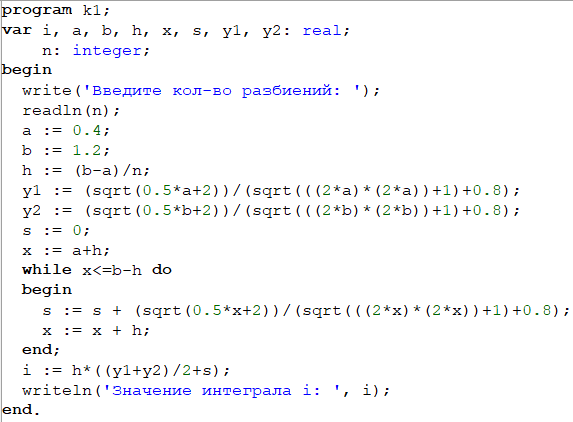 program k1;
var i, a, b, h, x, s, y1, y2: real;
    n: integer;
begin
  write('Введите кол-во разбиений: ');
  readln(n);
  a := 0.4;
  b := 1.2;
  h := (b-a)/n;
  y1 := (sqrt(0.5*a+2))/(sqrt(((2*a)*(2*a))+1)+0.8);
  y2 := (sqrt(0.5*b+2))/(sqrt(((2*b)*(2*b))+1)+0.8);
  s := 0;
  x := a+h;
  while x<=b-h do
  begin
    s := s + (sqrt(0.5*x+2))/(sqrt(((2*x)*(2*x))+1)+0.8);
    x := x + h;
  end;
  i := h*((y1+y2)/2+s);
  writeln('Значение интеграла i: ', i);
end.